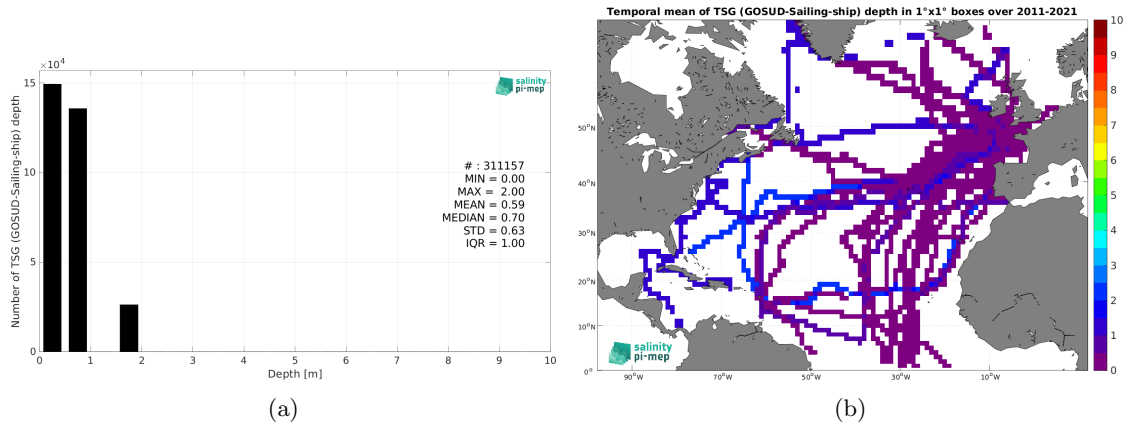 ×10⁴
15
10
5
0
Number of TSG (GOSUD-Sailing-ship) depth
0 1 2 3 4 5 6 7 8 9 10
Depth [m]
salinity
pi-mep
# : 311157
MIN = 0.00
MAX = 2.00
MEAN = 0.59
MEDIAN = 0.70
STD = 0.63
IQR = 1.00
(a)
Temporal mean of TSG (GOSUD-Sailing-ship) depth in 1°x1° boxes over 2011-2021
50°N
40°N
30°N
20°N
10°N
0°
90°W 70°W 50°W 30°W 10°W
salinity
pi-mep
10
9
8
7
6
5
4
3
2
1
0
(b)